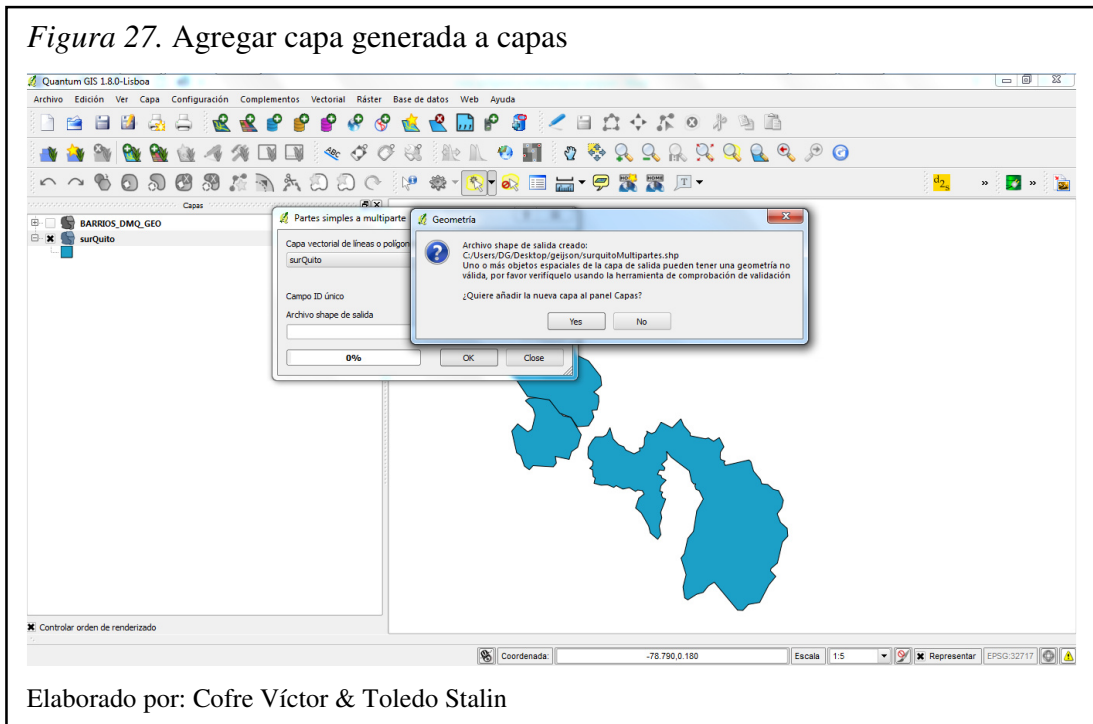 Figura 27. Agregar capa generada a capas
Quantum GIS 1.8.0-Lisboa
Archivo Edición Ver Capa Configuración Complementos Vectorial Ráster Base de datos Web Ayuda
Capas
BARRIOS_DMQ_GEO
surQuito
Partes simples a multiparte
Capa vectorial de líneas o polígon
surQuito
Campo ID único
Archivo shape de salida
0%
OK
Close
Geometría
Archivo shape de salida creado:
C:/Users/DG/Desktop/geijson/surquitoMultipartes.shp
Uno o más objetos espaciales de la capa de salida pueden tener una geometría no
válida, por favor verifíquelo usando la herramienta de comprobación de validación
¿Quiere añadir la nueva capa al panel Capas?
Yes
No
Controlar orden de renderizado
Coordenada: -78.790,0.180 Escala 1:5 Representar EPSG:32717
Elaborado por: Cofre Víctor & Toledo Stalin